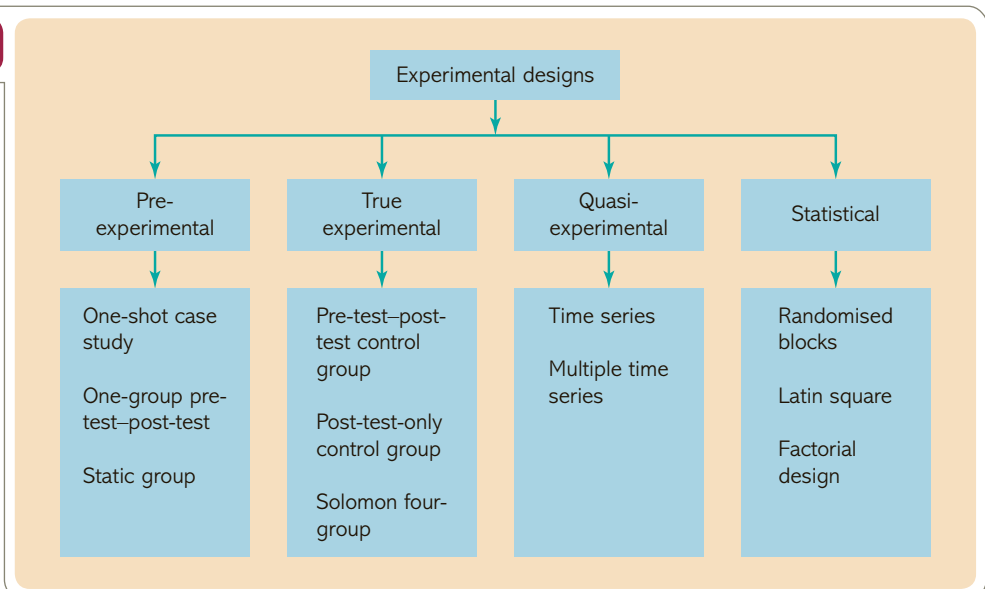 Experimental designs
Pre-
experimental
True
experimental
Quasi-
experimental
Statistical
One-shot case
study
One-group pre-
test–post-test
Static group
Pre-test–post-
test control
group
Post-test-only
control group
Solomon four-
group
Time series
Multiple time
series
Randomised
blocks
Latin square
Factorial
design